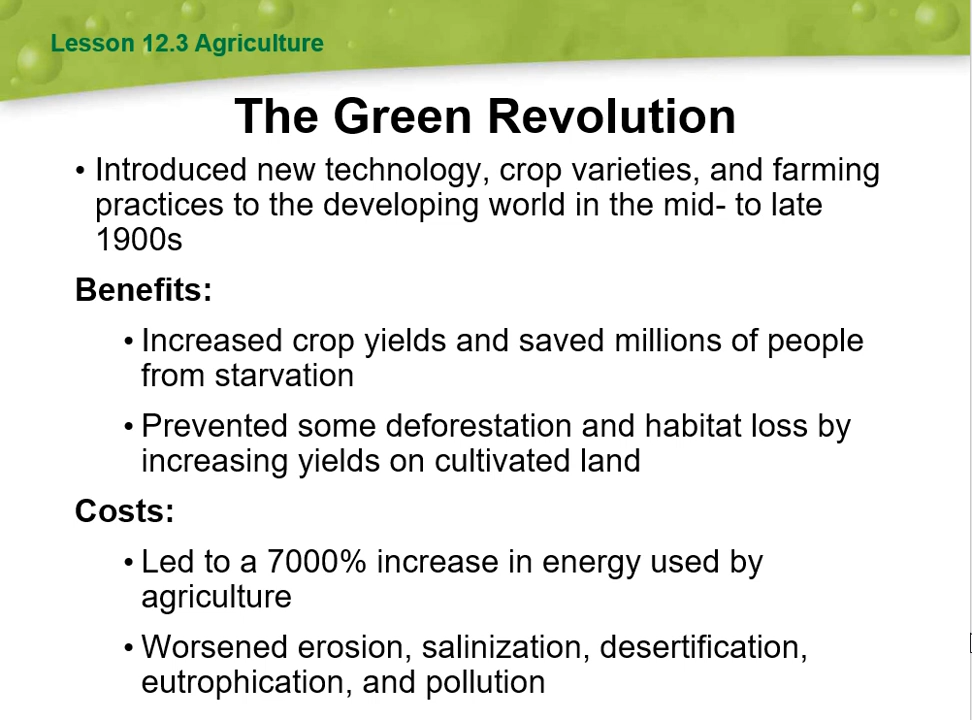 Lesson 12.3 Agriculture
The Green Revolution
• Introduced new technology, crop varieties, and farming
practices to the developing world in the mid- to late
1900s
Benefits:
• Increased crop yields and saved millions of people
from starvation
• Prevented some deforestation and habitat loss by
increasing yields on cultivated land
Costs:
• Led to a 7000% increase in energy used by
agriculture
• Worsened erosion, salinization, desertification,
eutrophication, and pollution